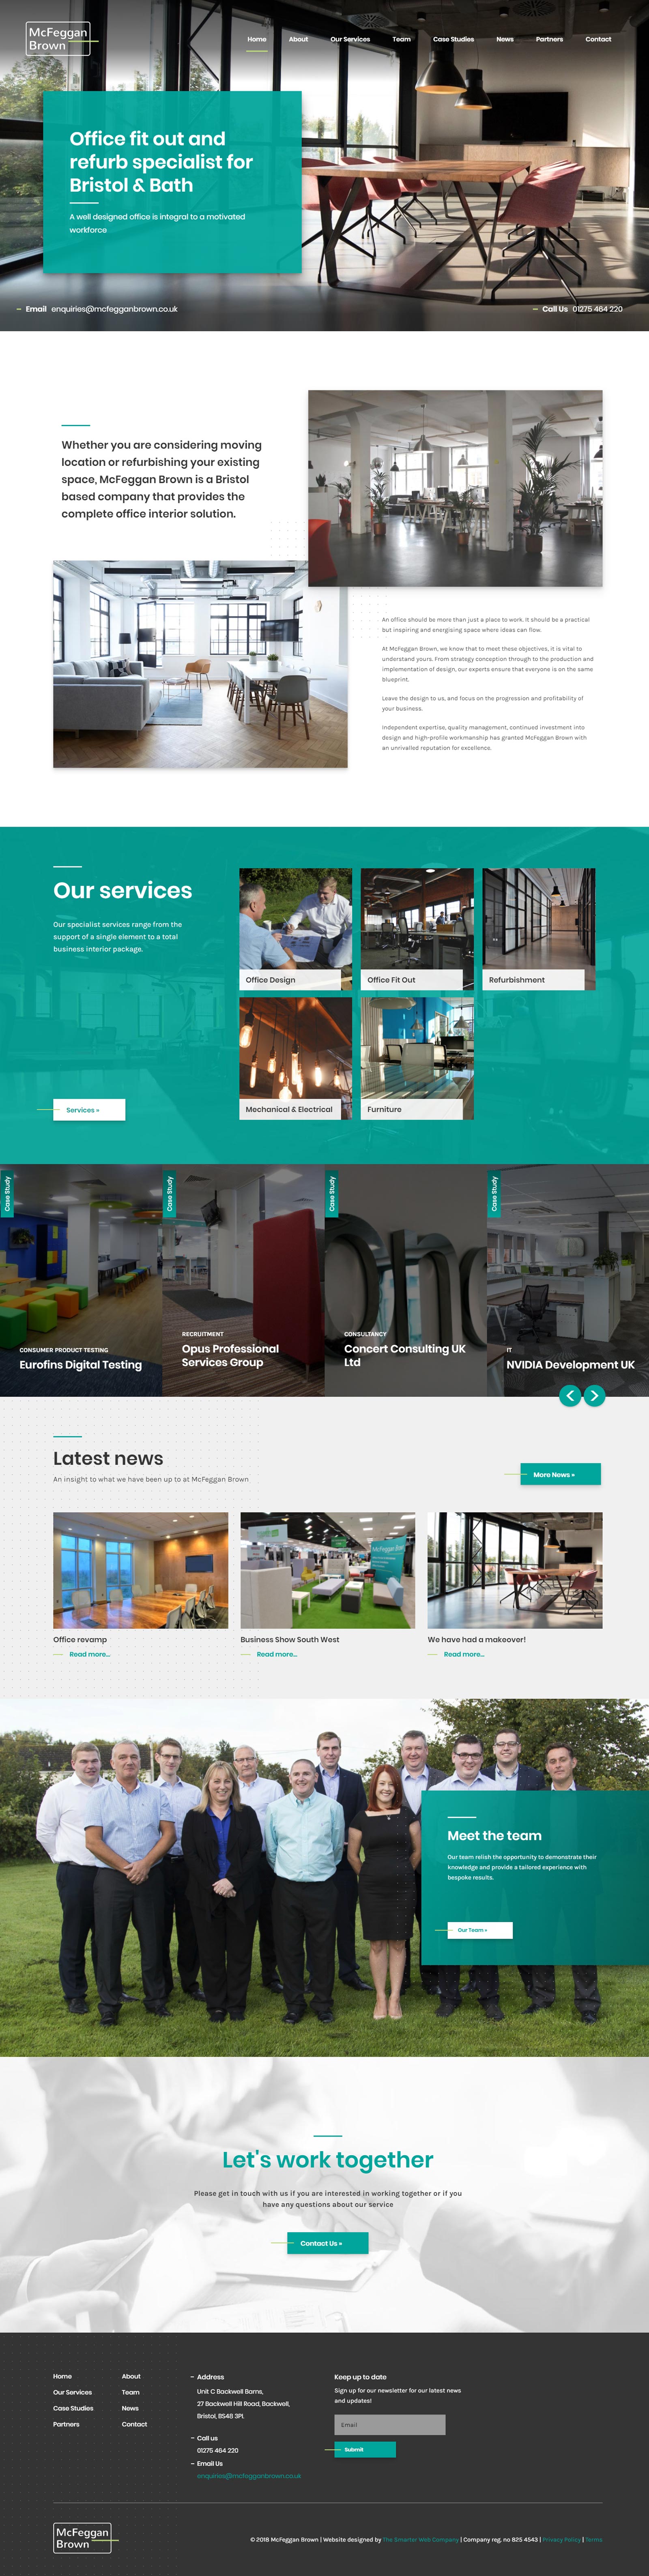 McFeggan
Brown
Home About Our Services Team Case Studies News Partners Contact
Office fit out and
refurb specialist for
Bristol & Bath
A well designed office is integral to a motivated
workforce
Email enquiries@mcfegganbrown.co.uk
Call Us 01275 464 220
Whether you are considering moving
location or refurbishing your existing
space, McFeggan Brown is a Bristol
based company that provides the
complete office interior solution.
An office should be more than just a place to work. It should be a practical
but inspiring and energising space where ideas can flow.
At McFeggan Brown, we know that to meet these objectives, it is vital to
understand yours. From strategy conception through to the production and
implementation of design, our experts ensure that everyone is on the same
blueprint.
Leave the design to us, and focus on the progression and profitability of
your business.
Independent expertise, quality management, continued investment into
design and high-profile workmanship has granted McFeggan Brown with
an unrivalled reputation for excellence.
Our services
Our specialist services range from the
support of a single element to a total
business interior package.
Services »
Office Design
Office Fit Out
Refurbishment
Mechanical & Electrical
Furniture
Case Study
CONSUMER PRODUCT TESTING
Eurofins Digital Testing
Case Study
RECRUITMENT
Opus Professional
Services Group
Case Study
CONSULTANCY
Concert Consulting UK
Ltd
Case Study
IT
NVIDIA Development UK
Latest news
An insight to what we have been up to at McFeggan Brown
More News »
Office revamp
Read more...
Business Show South West
Read more...
We have had a makeover!
Read more...
Meet the team
Our team relish the opportunity to demonstrate their
knowledge and provide a tailored experience with
bespoke results.
Our Team »
Let's work together
Please get in touch with us if you are interested in working together or if you
have any questions about our service
Contact Us »
Home
Our Services
Case Studies
Partners
About
Team
News
Contact
Address
Unit C Backwell Barns,
27 Backwell Hill Road, Backwell,
Bristol, BS48 3PL
Call us
01275 464 220
Email Us
enquiries@mcfegganbrown.co.uk
Keep up to date
Sign up for our newsletter for our latest news
and updates!
Email
Submit
McFeggan
Brown
© 2018 McFeggan Brown | Website designed by The Smarter Web Company | Company reg. no 825 4543 | Privacy Policy | Terms